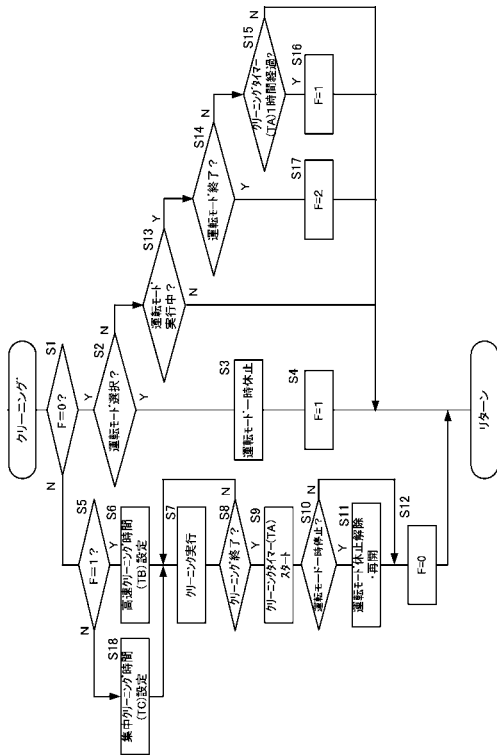 クリーニング
S1
F=0?
N
Y
S2
運転モード選択?
N
Y
S3
運転モード一時休止
S4
F=1
S13
運転モード
実行中?
Y
N
S14
運転モード終了?
N
Y
S15
クリーニングタイマー
(TA)1時間経過?
N
Y
S16
F=1
S17
F=2
S5
F=1?
N
Y
S6
高速クリーニング時間
(TB)設定
S18
集中クリーニング時間
(TC)設定
S7
クリーニング実行
S8
クリーニング終了?
N
Y
S9
クリーニングタイマー(TA)
スタート
S10
運転モード一時停止?
N
Y
S11
運転モード休止解除
・再開
S12
F=0
リターン